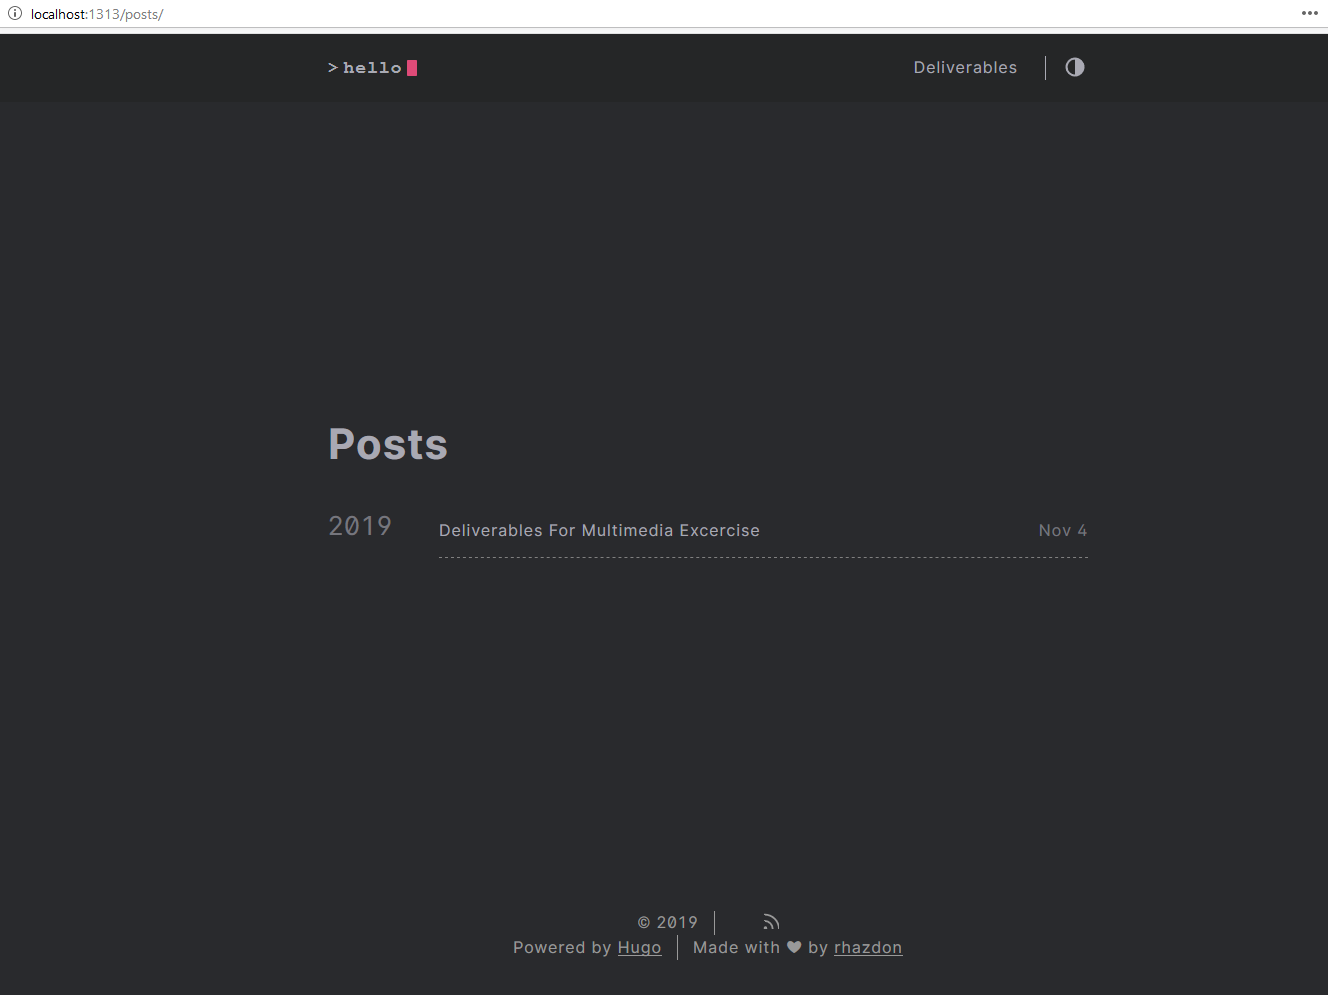 localhost:1313/posts/
> hello
Deliverables
Posts
2019
Deliverables For Multimedia Excercise
Nov 4
© 2019
Powered by Hugo
Made with ♥ by rhazdon